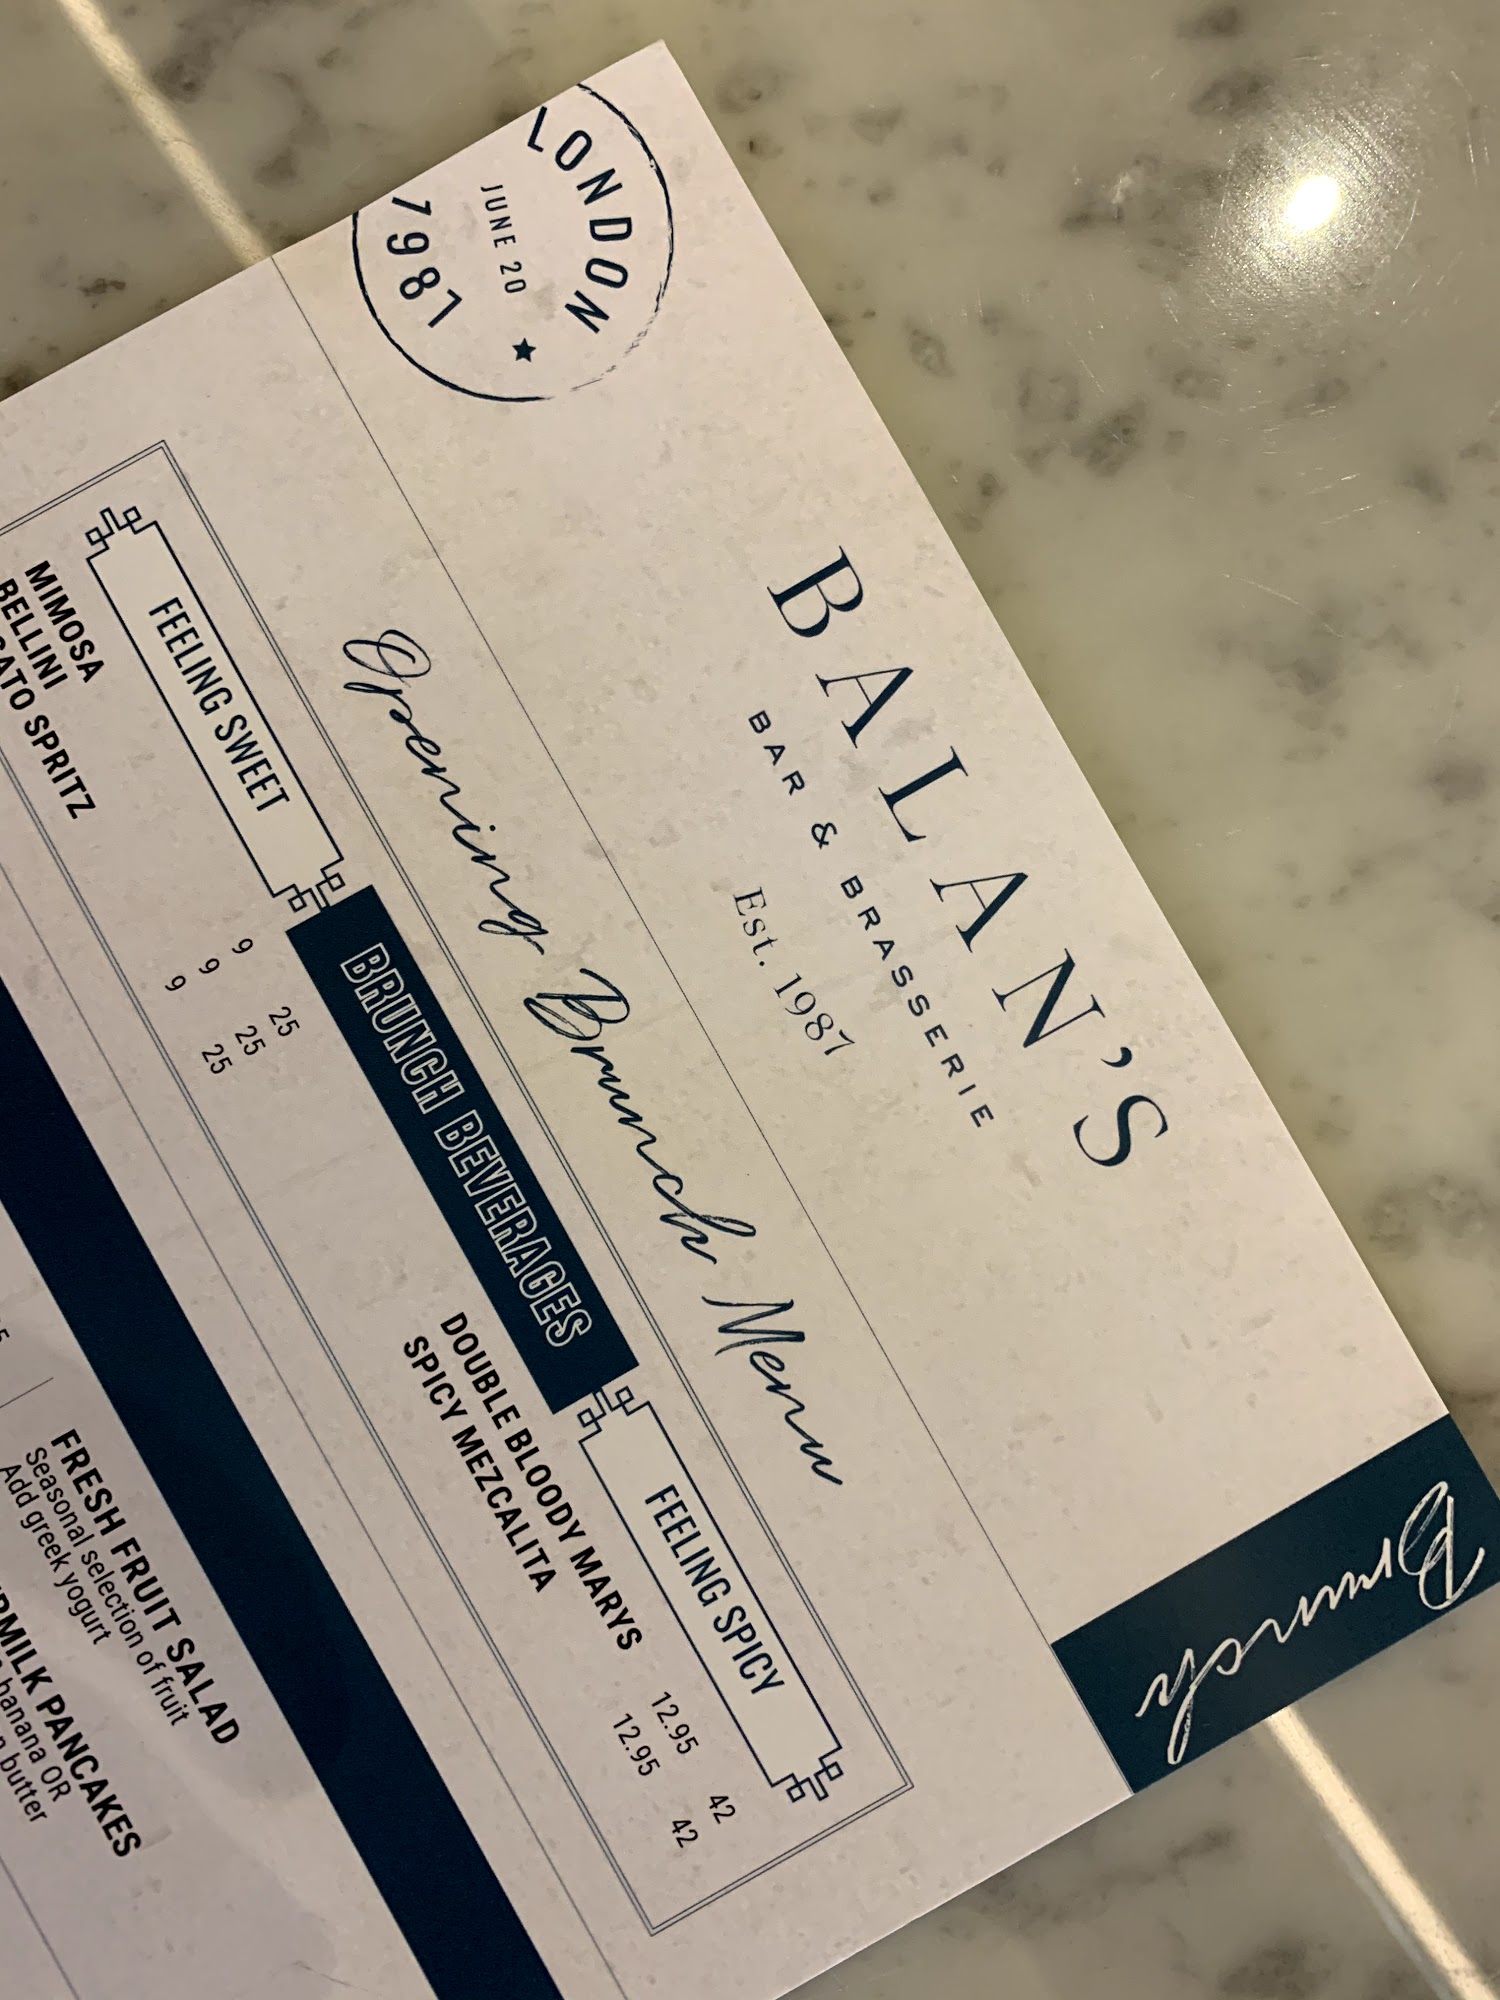 LONDON
JUNE 20
1987
BALAN'S
BAR & BRASSERIE
Est. 1987
Brunch
Opening Brunch Menu
BRUNCH BEVERAGES
FEELING SWEET
MIMOSA 9 25
BELLINI 9 25
SPRITZ 9 25
FEELING SPICY
DOUBLE BLOODY MARYS 12.95 42
SPICY MEZCALITA 12.95 42
FRESH FRUIT SALAD
Seasonal selection of fruit
Add greek yogurt
PANCAKES
banana OR
butter